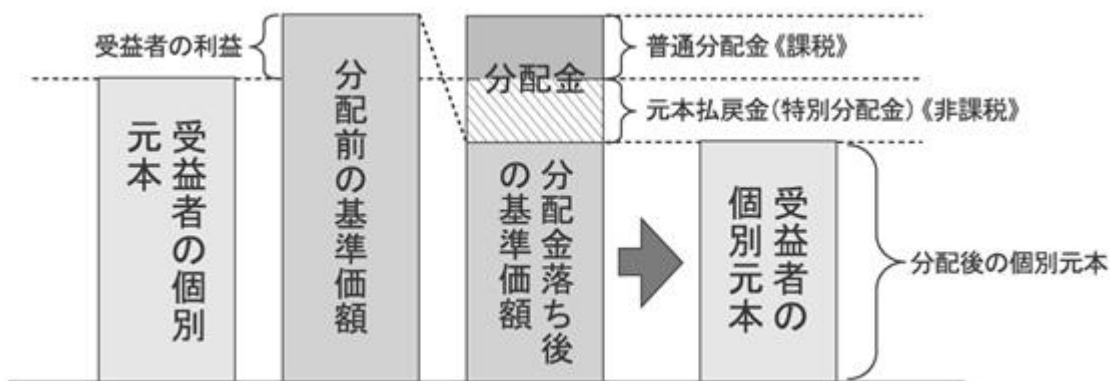 受益者の利益
受益者の個別
元本
分配前の基準価額
分配金
分配金落ち後
の基準価額
普通分配金《課税》
元本払戻金（特別分配金）《非課税》
受益者の
個別元本
分配後の個別元本